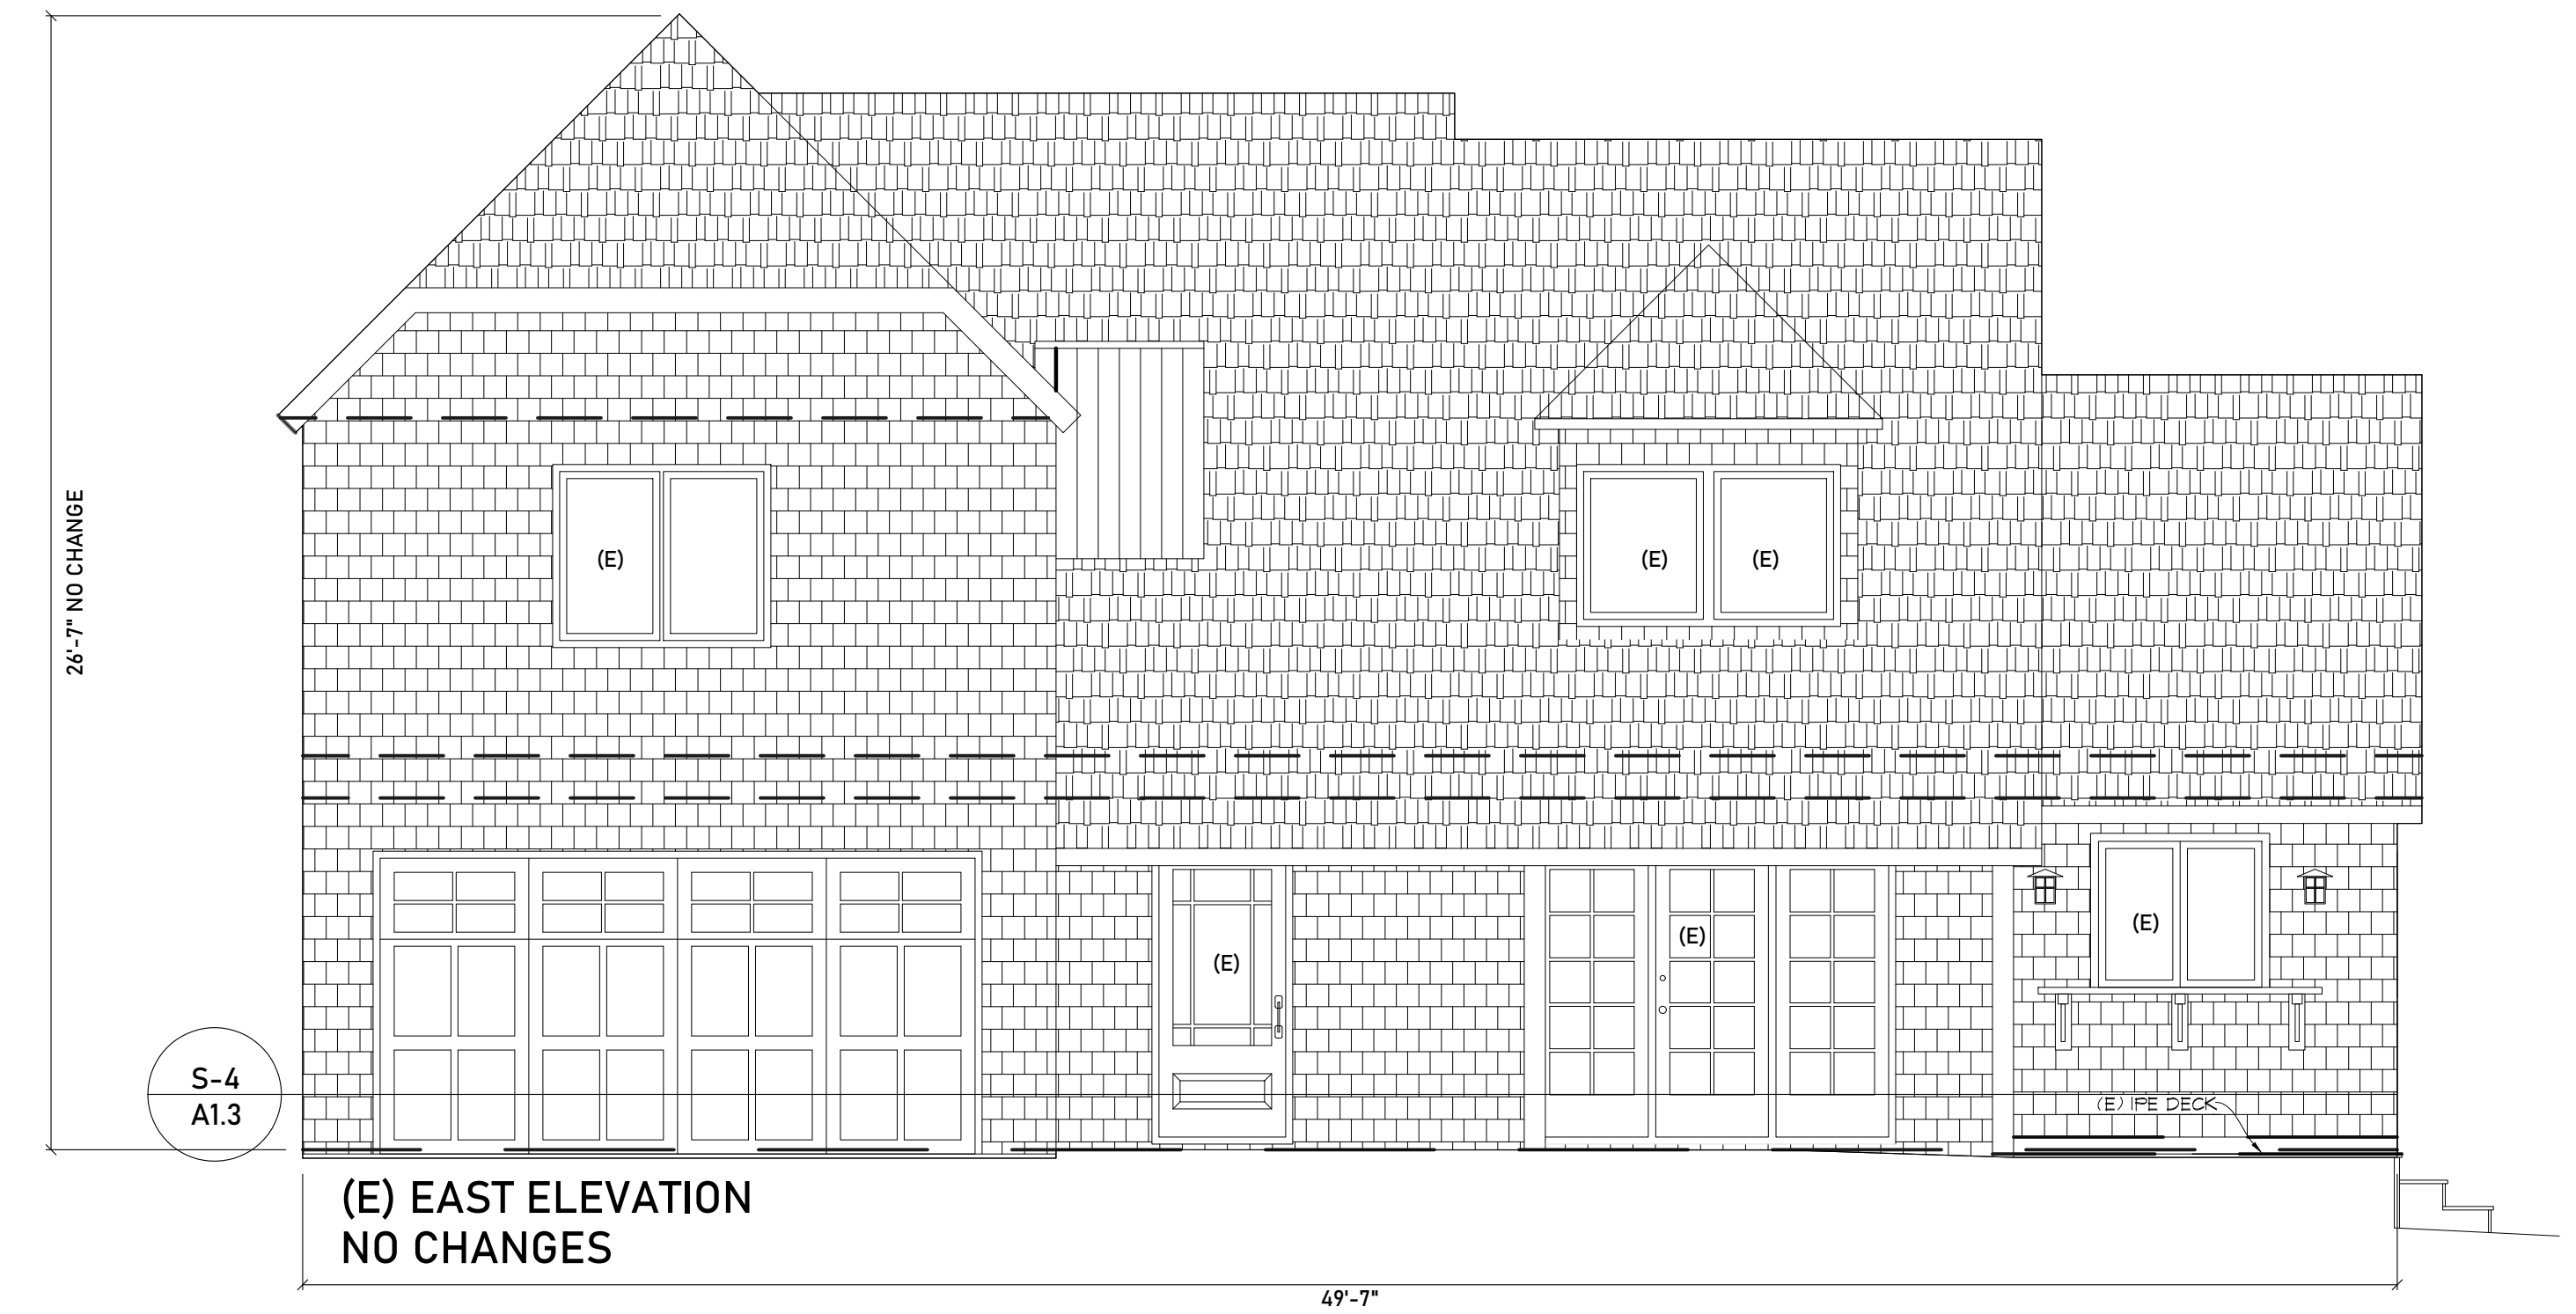 26'-7" NO CHANGE
(E)
(E)
(E)
(E)
(E)
(E)
S-4
A1.3
(E) IPE DECK
(E) EAST ELEVATION
NO CHANGES
49'-7"